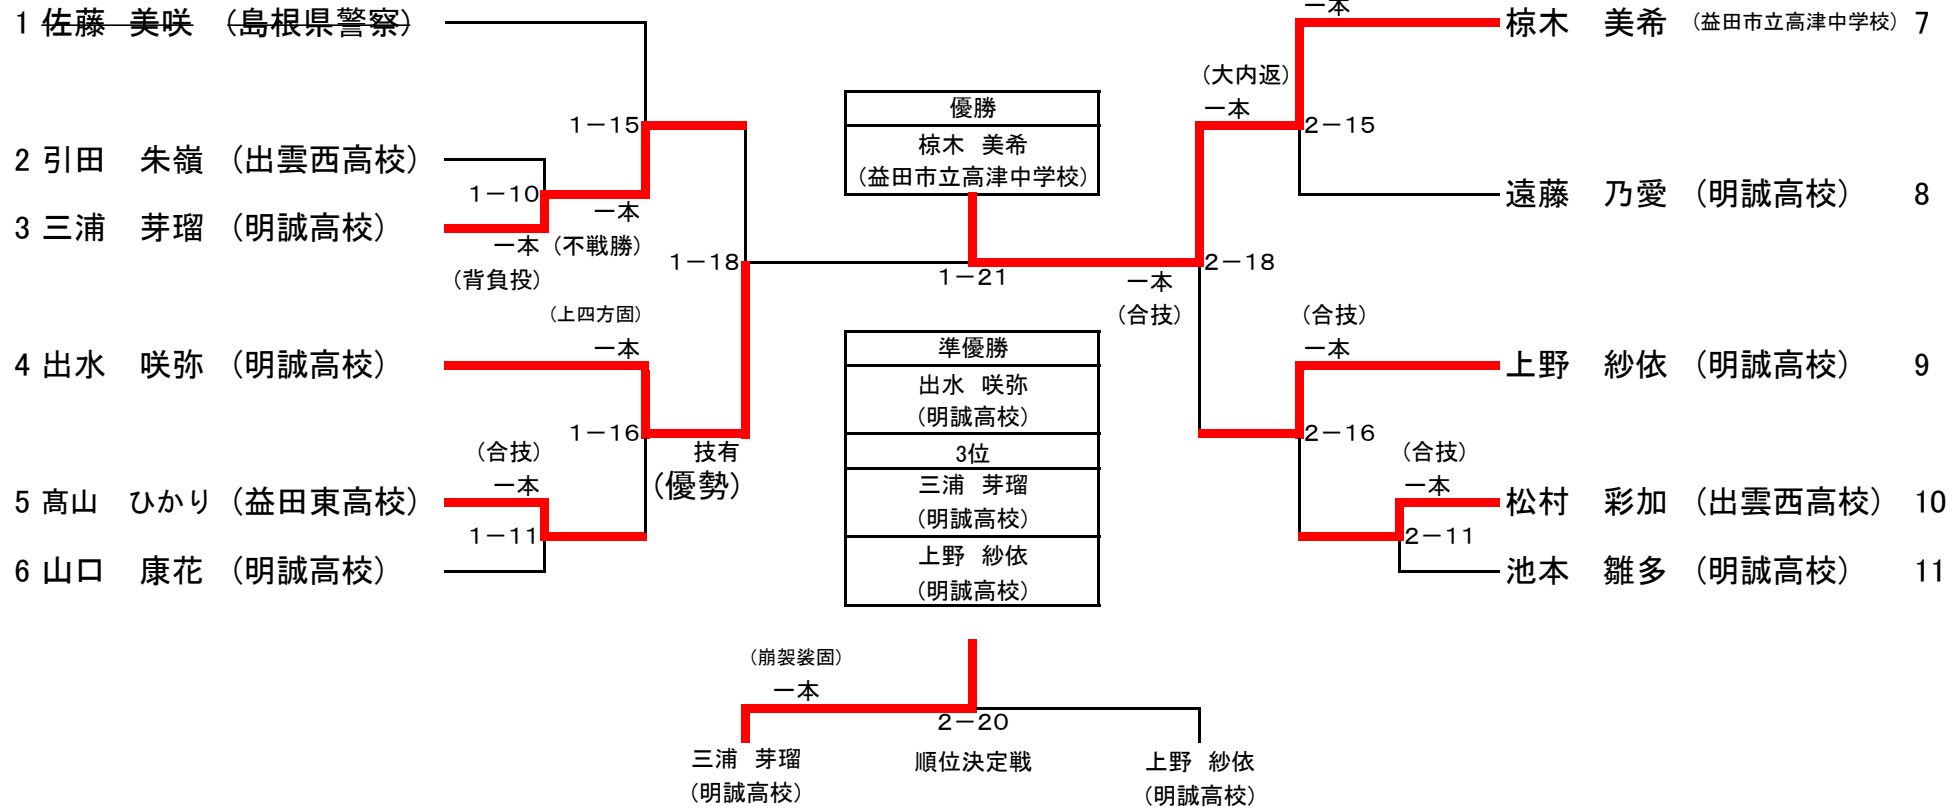 1 佐藤　美咲 （島根県警察）
2 引田　朱嶺 （出雲西高校）
3 三浦　芽瑠 （明誠高校）
4 出水　咲弥 （明誠高校）
5 髙山　ひかり （益田東高校）
6 山口　康花 （明誠高校）
1－15
1－10
一本
一本 （不戦勝）
（背負投）
1－18
（上四方固）
一本
1－16
技有
（優勢）
（合技）
一本
1－11
優勝
椋木　美希
（益田市立高津中学校）
1－21
一本
（合技）
準優勝
出水　咲弥
（明誠高校）
3位
三浦　芽瑠
（明誠高校）
上野　紗依
（明誠高校）
一本
（大内返）
一本
2－15
2－18
（合技）
一本
2－16
（合技）
一本
2－11
椋木　美希 （益田市立高津中学校） 7
遠藤　乃愛 （明誠高校） 8
上野　紗依 （明誠高校） 9
松村　彩加 （出雲西高校） 10
池本　雛多 （明誠高校） 11
（崩袈裟固）
一本
2－20
三浦　芽瑠
（明誠高校）
順位決定戦
上野　紗依
（明誠高校）